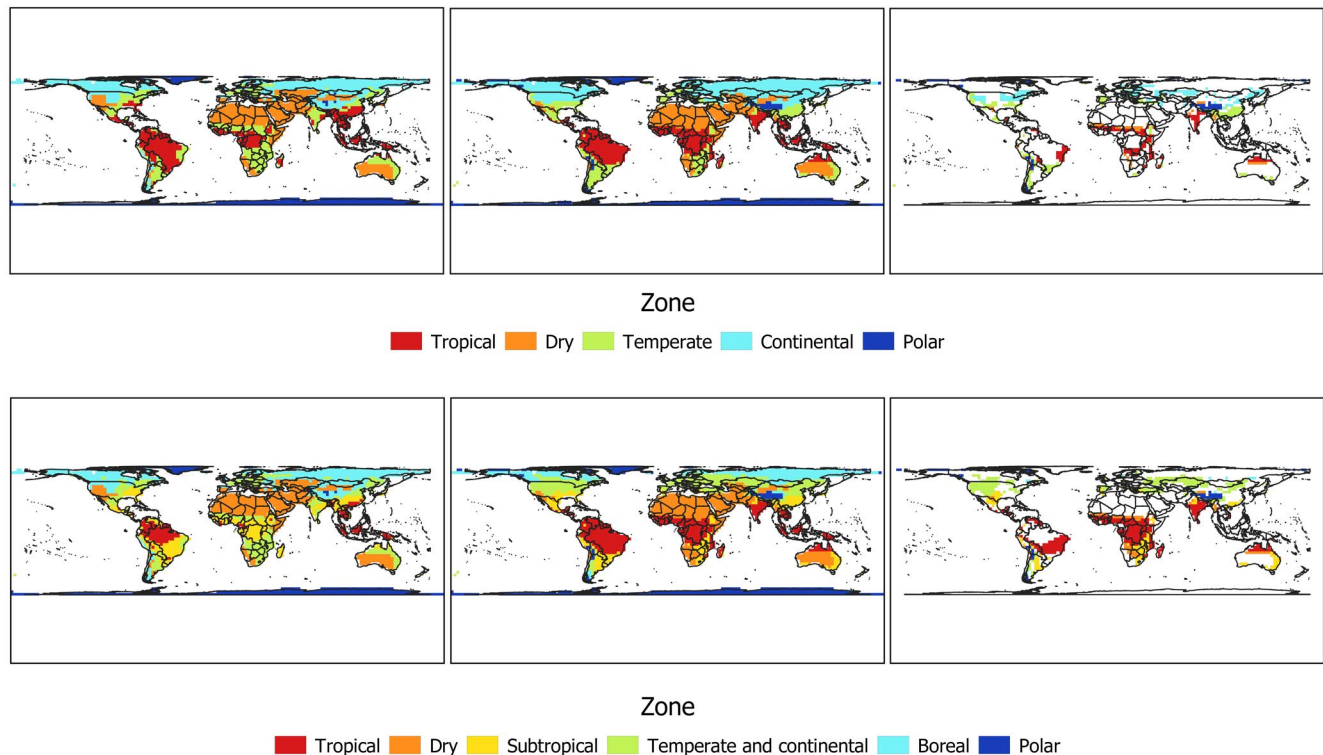 Zone
Tropical Dry Temperate Continental Polar
Zone
Tropical Dry Subtropical Temperate and continental Boreal Polar